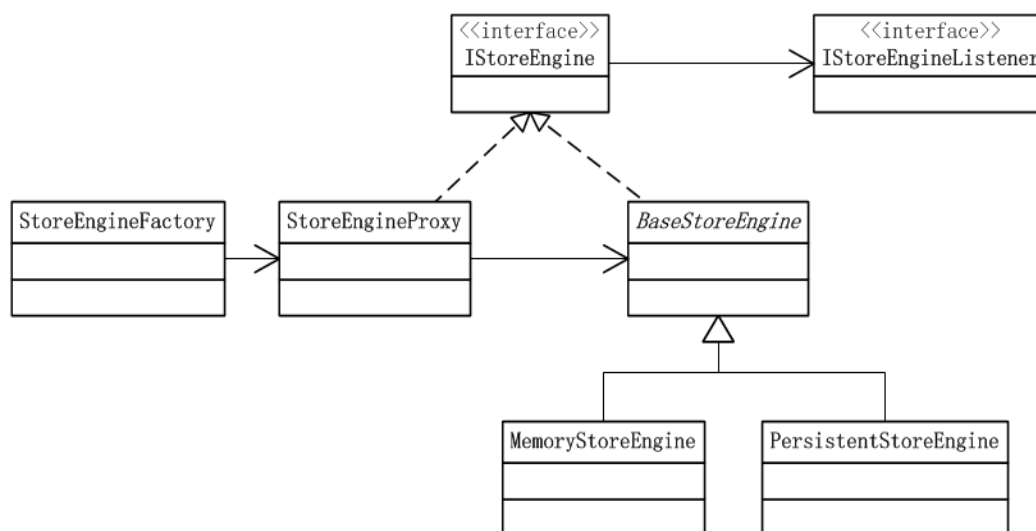 <<interface>>
IStoreEngine
<<interface>>
IStoreEngineListener
StoreEngineFactory
StoreEngineProxy
BaseStoreEngine
MemoryStoreEngine
PersistentStoreEngine